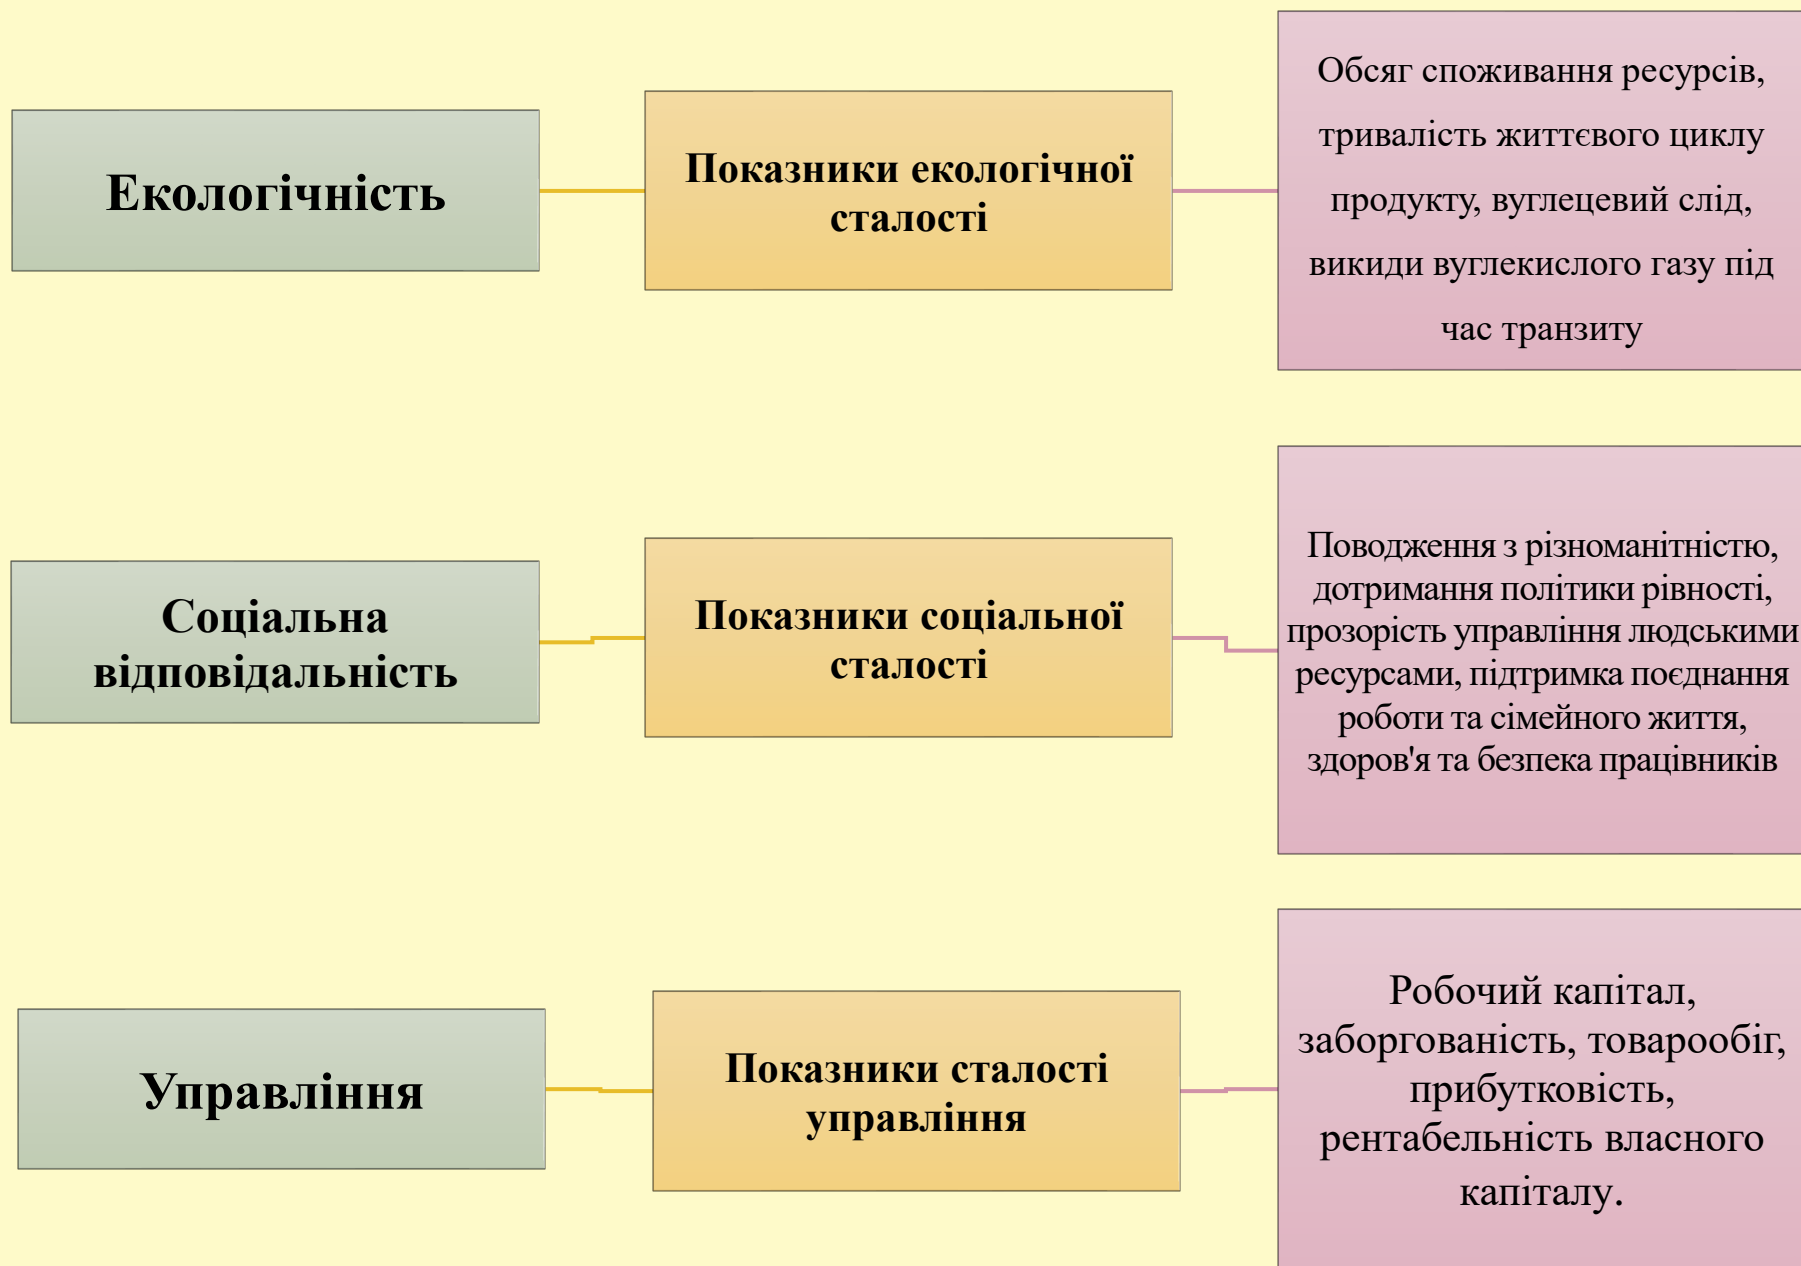 Екологічність
Показники екологічної
сталості
Обсяг споживання ресурсів,
тривалість життєвого циклу
продукту, вуглецевий слід,
викиди вуглекислого газу під
час транзиту
Соціальна
відповідальність
Показники соціальної
сталості
Поводження з різноманітністю,
дотримання політики рівності,
прозорість управління людськими
ресурсами, підтримка поєднання
роботи та сімейного життя,
здоров'я та безпека працівників
Управління
Показники сталості
управління
Робочий капітал,
заборгованість, товарообіг,
прибутковість,
рентабельність власного
капіталу.